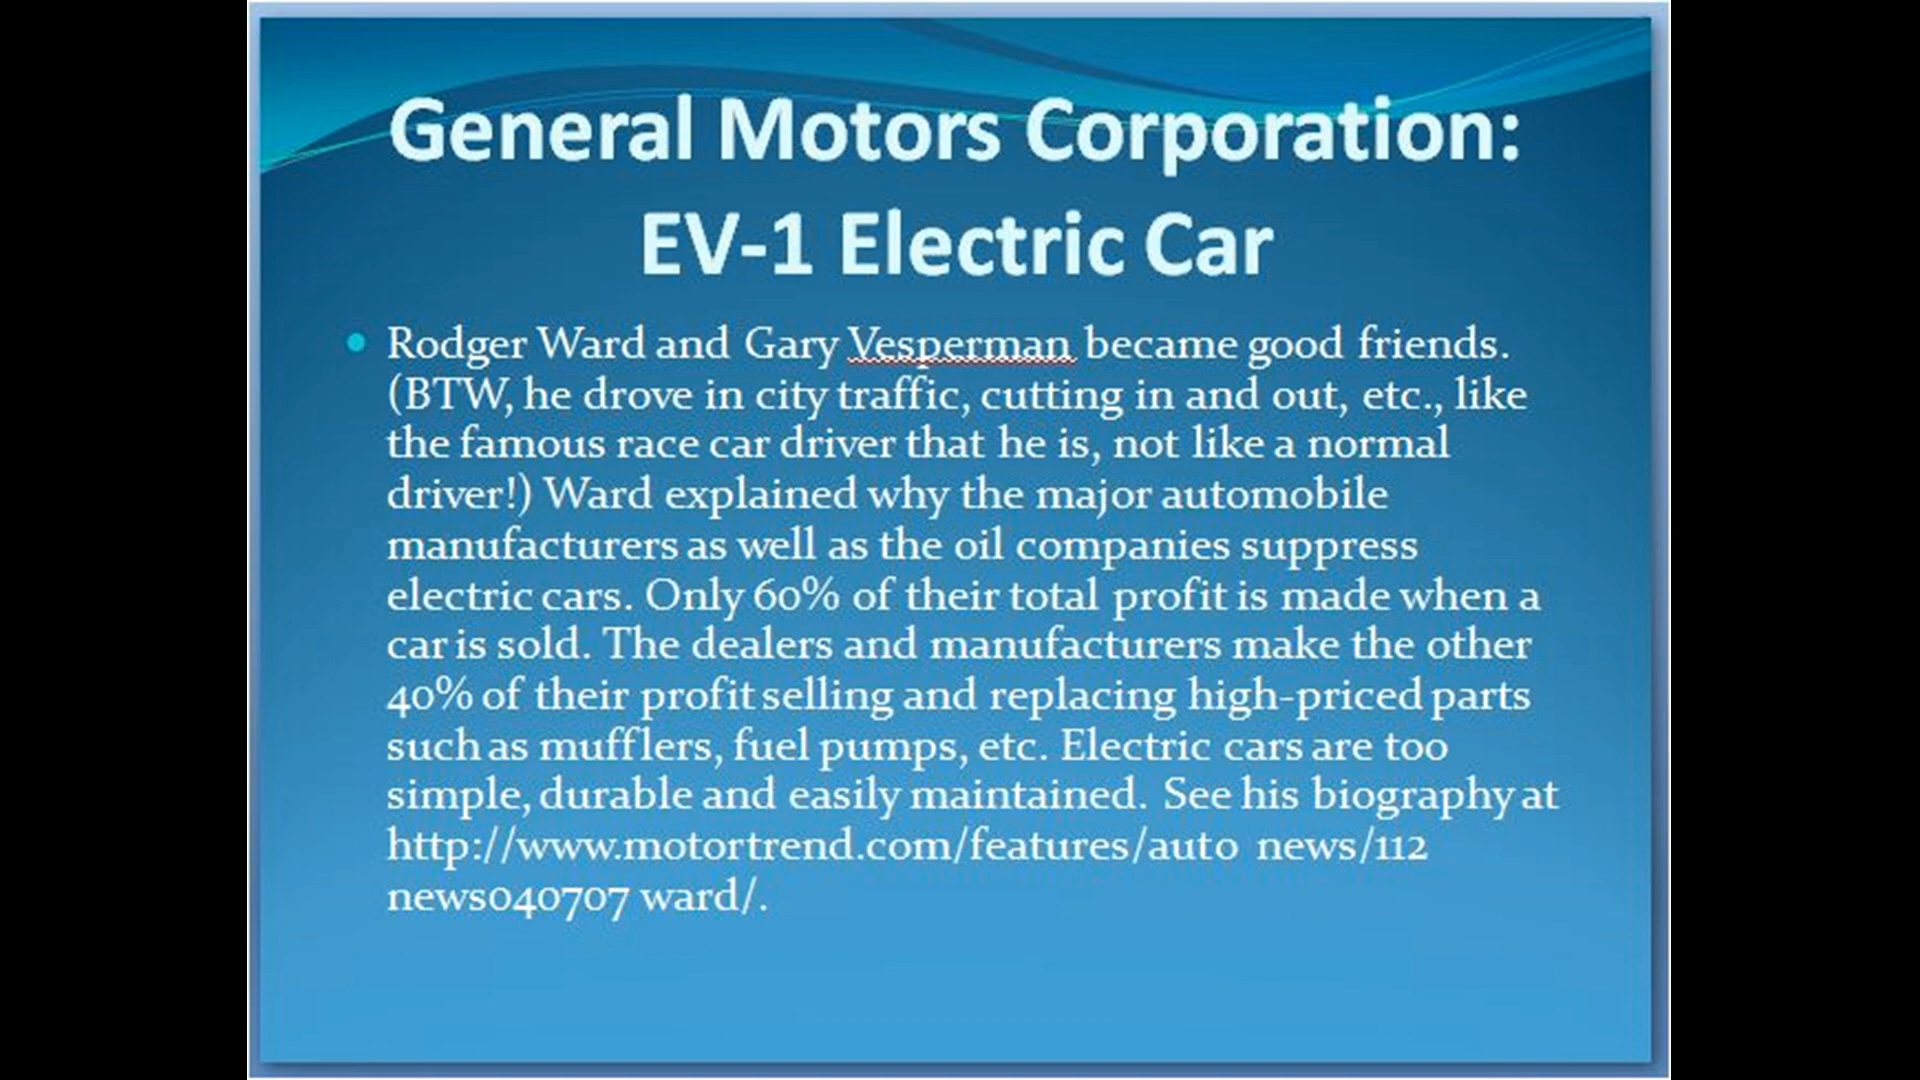 General Motors Corporation:
EV-1 Electric Car
• Rodger Ward and Gary Vesperman became good friends.
(BTW, he drove in city traffic, cutting in and out, etc., like
the famous race car driver that he is, not like a normal
driver!) Ward explained why the major automobile
manufacturers as well as the oil companies suppress
electric cars. Only 60% of their total profit is made when a
car is sold. The dealers and manufacturers make the other
40% of their profit selling and replacing high-priced parts
such as mufflers, fuel pumps, etc. Electric cars are too
simple, durable and easily maintained. See his biography at
http://www.motortrend.com/features/auto news/112
news040707 ward/.